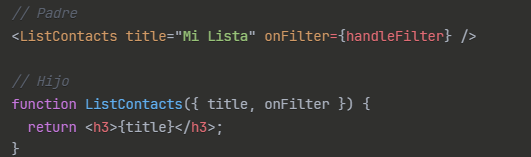 // Padre
<ListContacts title="Mi Lista" onFilter={handleFilter} />
// Hijo
function ListContacts({ title, onFilter }) {
  return <h3>{title}</h3>;
}